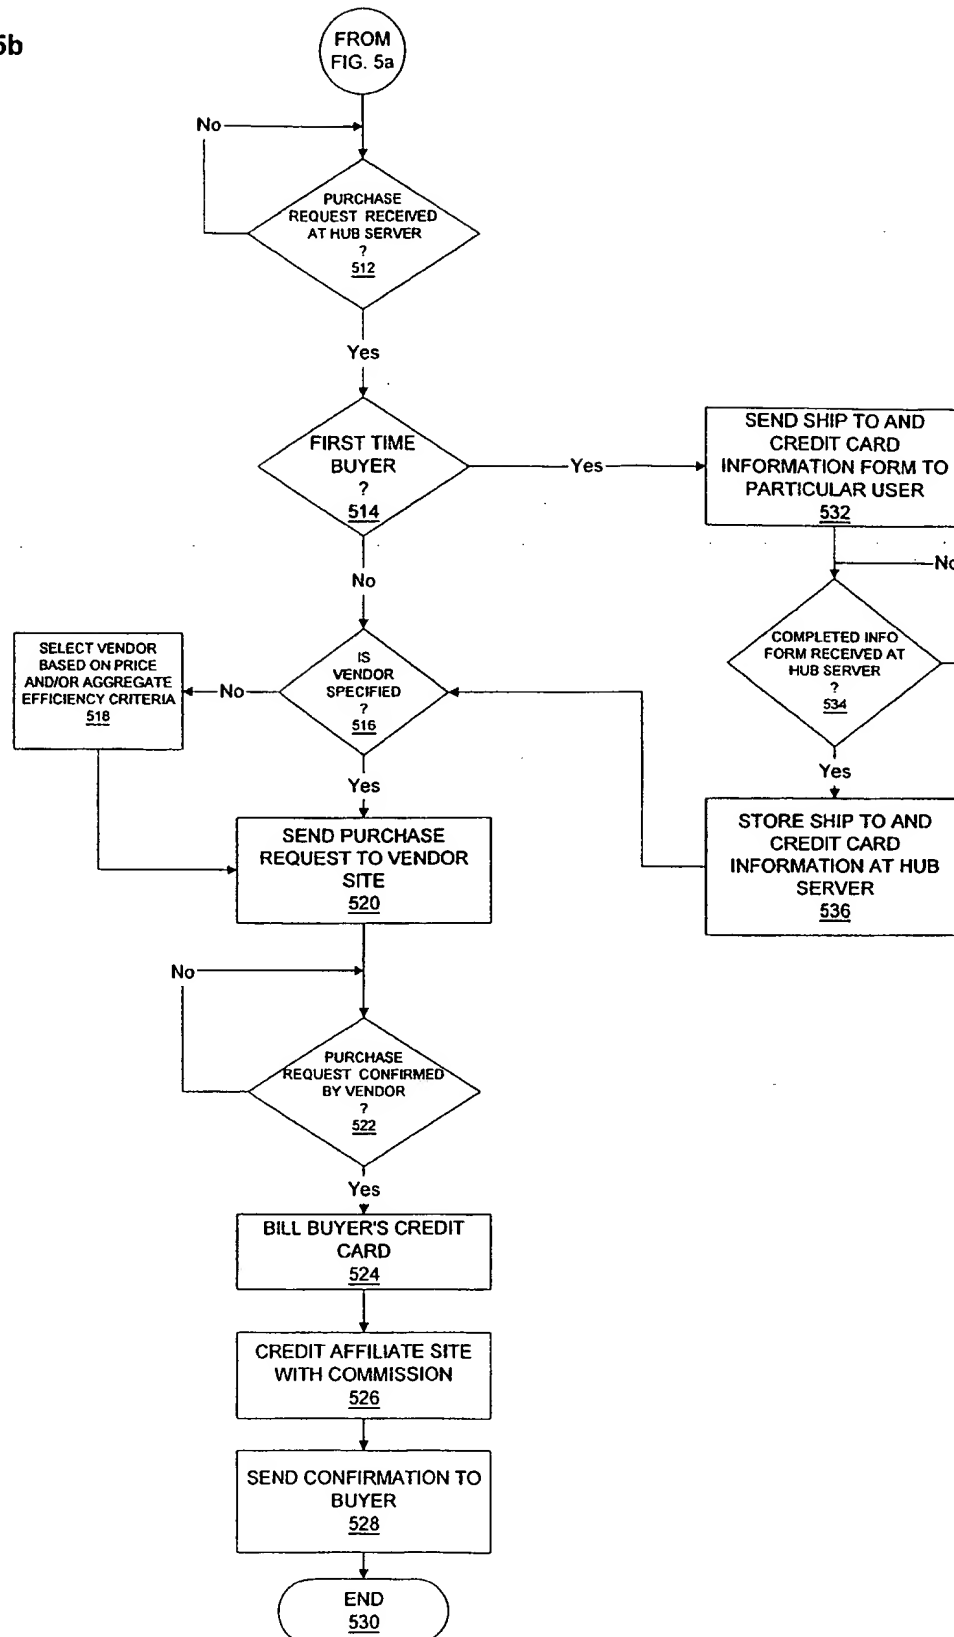 5b
FROM
FIG. 5a
No
PURCHASE
REQUEST RECEIVED
AT HUB SERVER
?
512
Yes
FIRST TIME
BUYER
?
514
Yes
SEND SHIP TO AND
CREDIT CARD
INFORMATION FORM TO
PARTICULAR USER
532
No
No
COMPLETED INFO
FORM RECEIVED AT
HUB SERVER
?
534
Yes
STORE SHIP TO AND
CREDIT CARD
INFORMATION AT HUB
SERVER
536
IS
VENDOR
SPECIFIED
?
516
No
SELECT VENDOR
BASED ON PRICE
AND/OR AGGREGATE
EFFICIENCY CRITERIA
518
Yes
SEND PURCHASE
REQUEST TO VENDOR
SITE
520
No
PURCHASE
REQUEST CONFIRMED
BY VENDOR
?
522
Yes
BILL BUYER'S CREDIT
CARD
524
CREDIT AFFILIATE SITE
WITH COMMISSION
526
SEND CONFIRMATION TO
BUYER
528
END
530